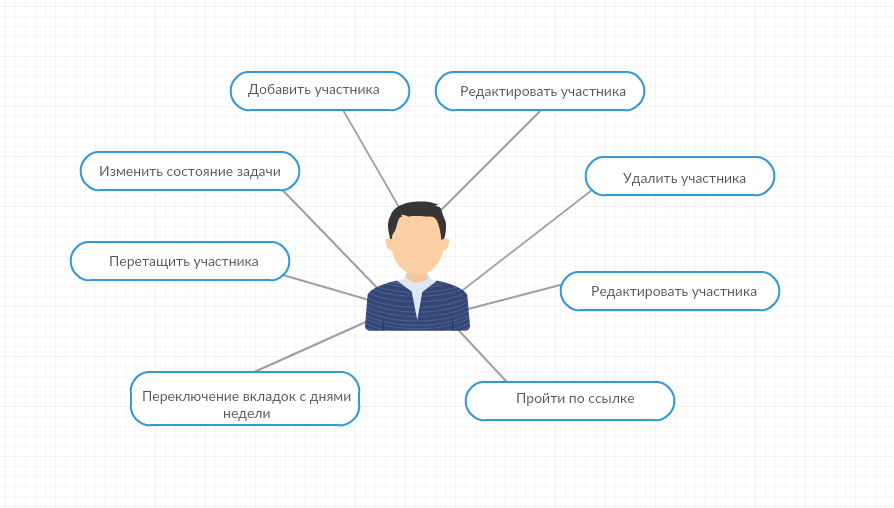 Добавить участника
Редактировать участника
Изменить состояние задачи
Удалить участника
Перетащить участника
Редактировать участника
Переключение вкладок с днями
недели
Пройти по ссылке